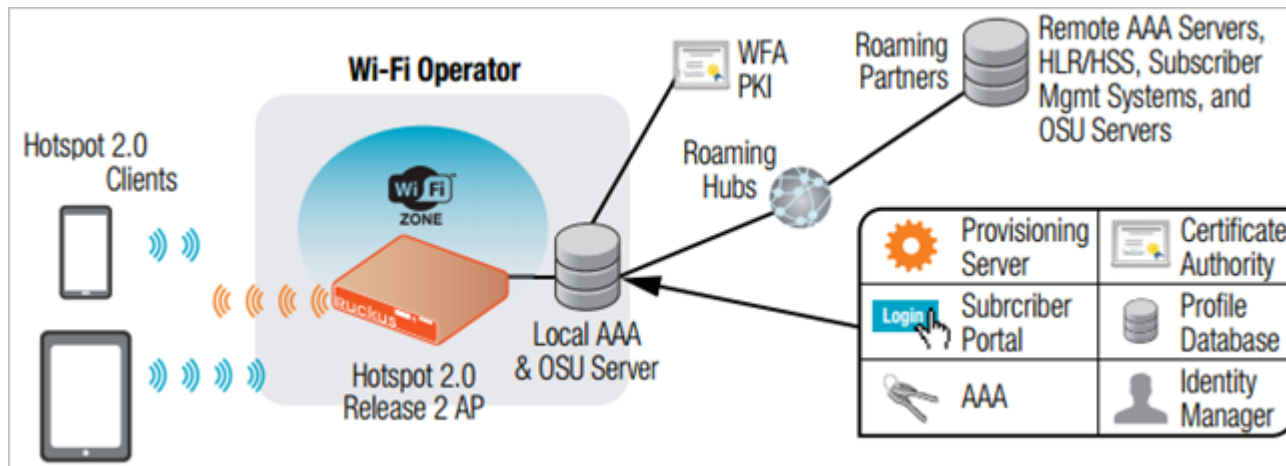 Wi-Fi Operator
Hotspot 2.0
Clients
Wi Fi
ZONE
Ruckus
Hotspot 2.0
Release 2 AP
Local AAA
& OSU Server
WFA
PKI
Roaming
Hubs
Roaming
Partners
Remote AAA Servers,
HLR/HSS, Subscriber
Mgmt Systems, and
OSU Servers
Provisioning
Server
Certificate
Authority
Login
Subrcriber
Portal
Profile
Database
AAA
Identity
Manager